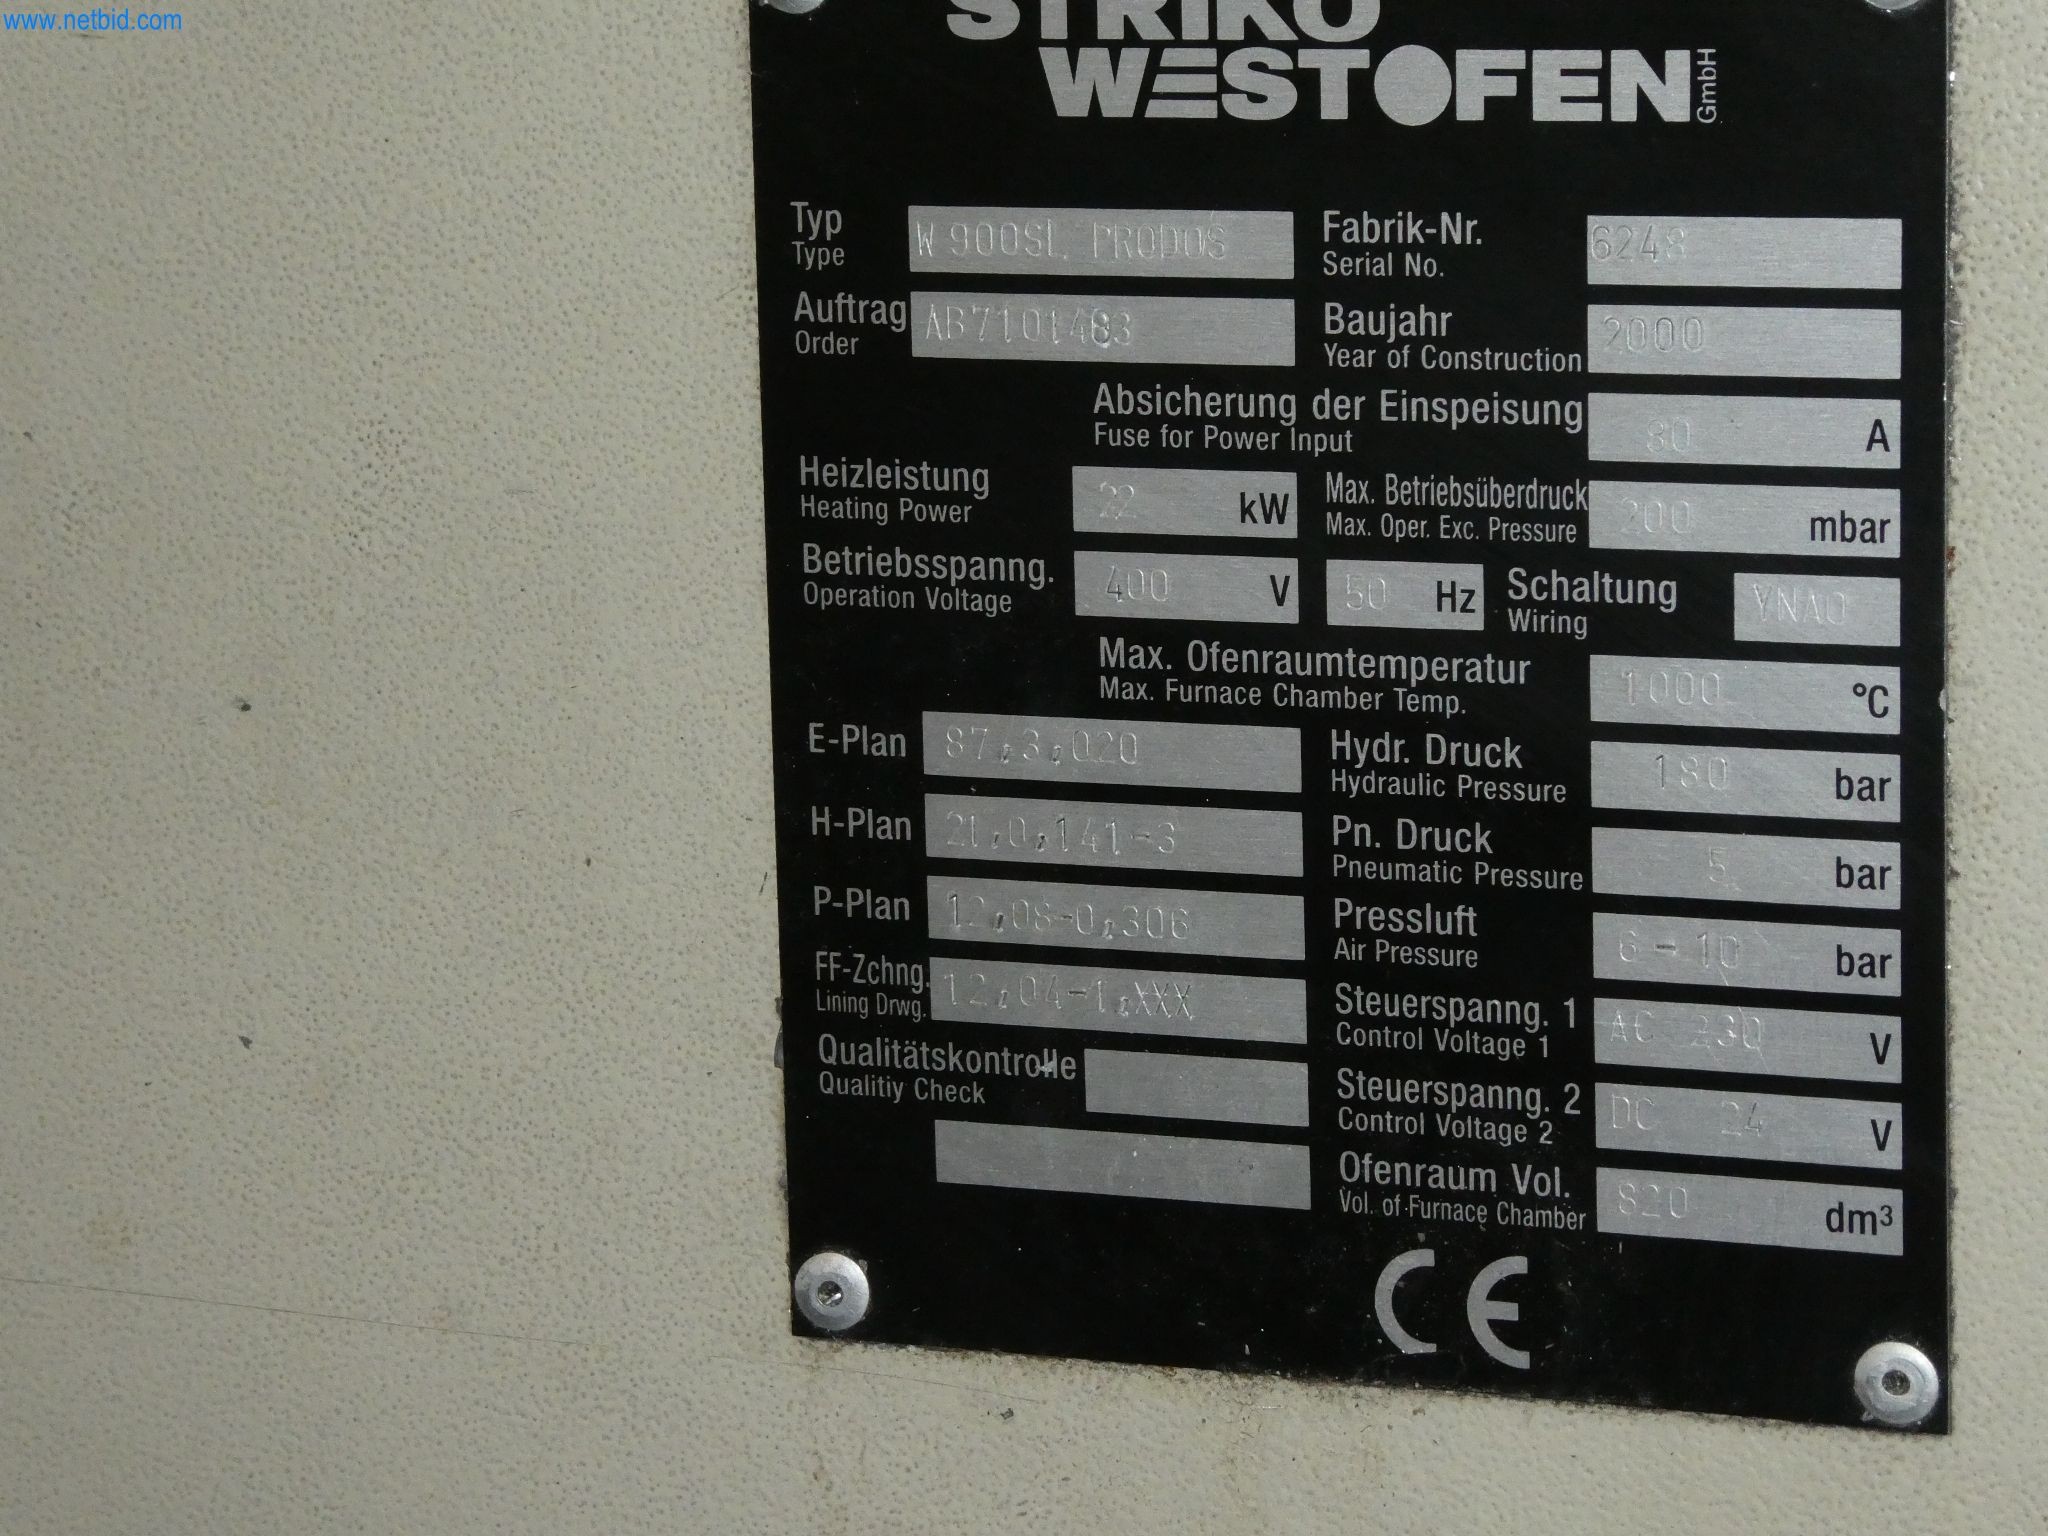 www.netbid.com
STRIKO
WESTOFEN GmbH
Typ W 900SL PRODOS Fabrik-Nr. 6248
Type Serial No.
Auftrag AB7101483 Baujahr 2000
Order Year of Construction
Absicherung der Einspeisung 80 A
Fuse for Power Input
Heizleistung 22 kW Max. Betriebsüberdruck 200 mbar
Heating Power Max. Oper. Exc. Pressure
Betriebsspanng. 400 V 50 Hz Schaltung YNA0
Operation Voltage Wiring
Max. Ofenraumtemperatur 1000 °C
Max. Furnace Chamber Temp.
E-Plan 87.3.020 Hydr. Druck 180 bar
Hydraulic Pressure
H-Plan 21.0.141-3 Pn. Druck 5 bar
Pneumatic Pressure
P-Plan 12.08-0.306 Pressluft 6-10 bar
Air Pressure
FF-Zchng. 12.04-1.XXX Steuerspanng. 1 AC 230 V
Lining Drwg. Control Voltage 1
Qualitätskontrolle Steuerspanng. 2 DC 24 V
Qualitiy Check Control Voltage 2
Ofenraum Vol. 820 dm³
Vol. of Furnace Chamber
CE